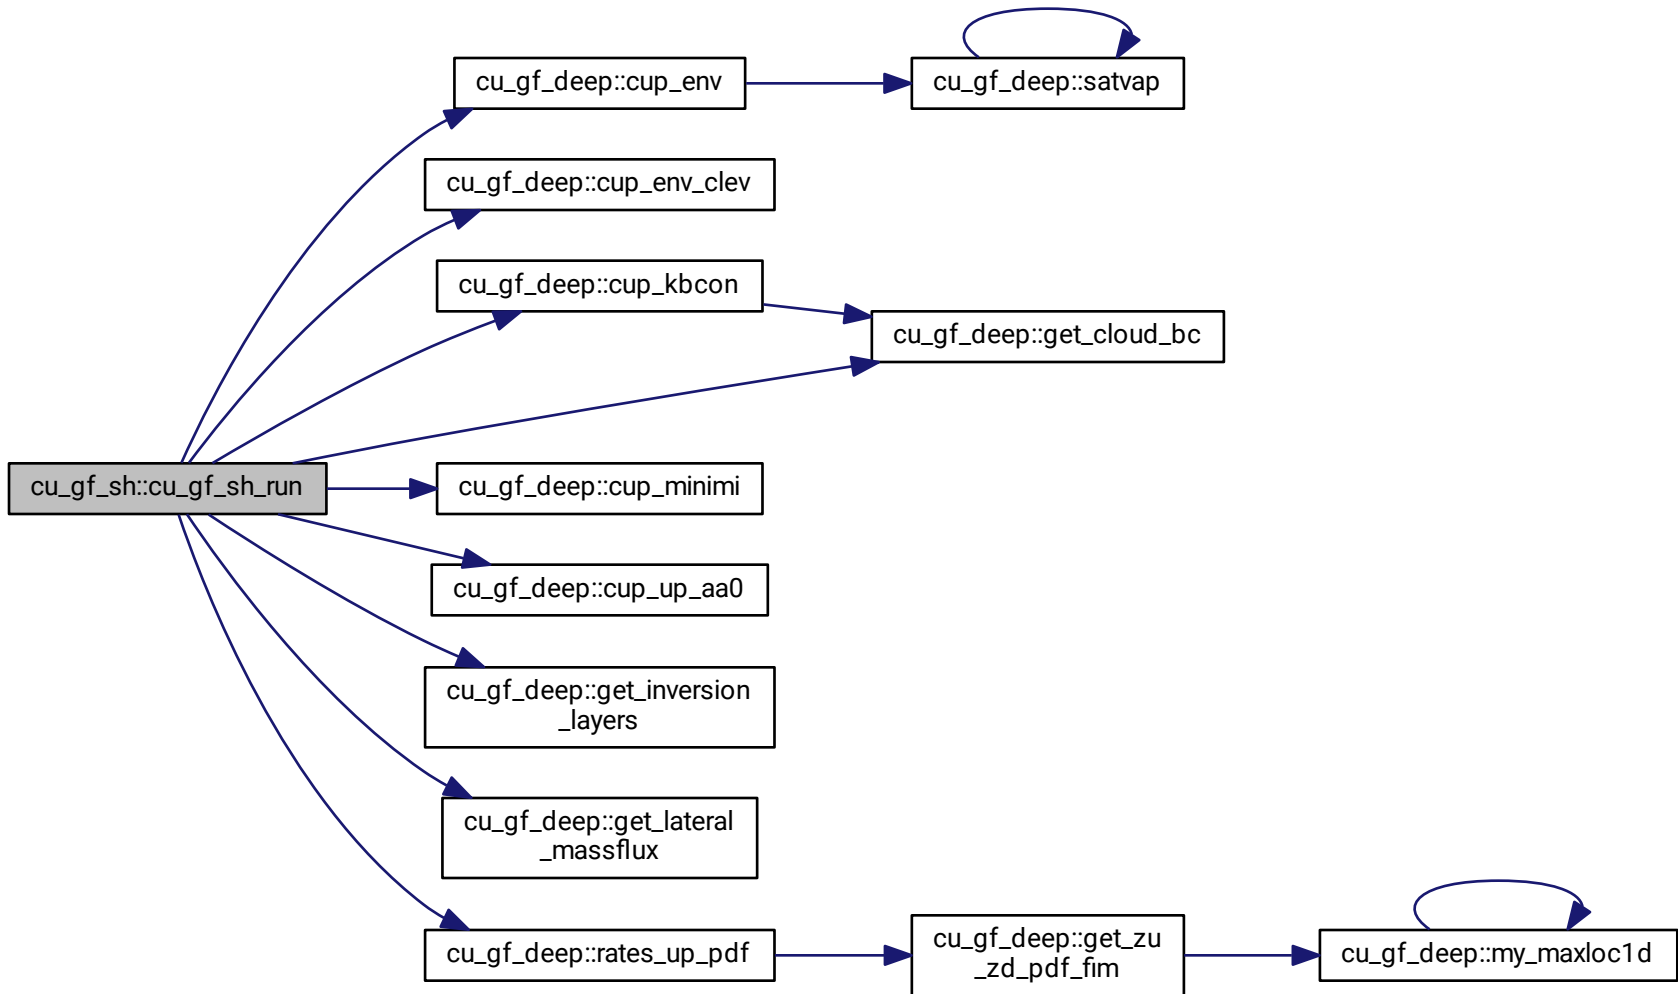 cu_gf_deep::cup_env
cu_gf_deep::satvap
cu_gf_deep::cup_env_clev
cu_gf_deep::cup_kbcon
cu_gf_deep::get_cloud_bc
cu_gf_sh::cu_gf_sh_run
cu_gf_deep::cup_minimi
cu_gf_deep::cup_up_aa0
cu_gf_deep::get_inversion
_layers
cu_gf_deep::get_lateral
_massflux
cu_gf_deep::rates_up_pdf
cu_gf_deep::get_zu
_zd_pdf_fim
cu_gf_deep::my_maxloc1d